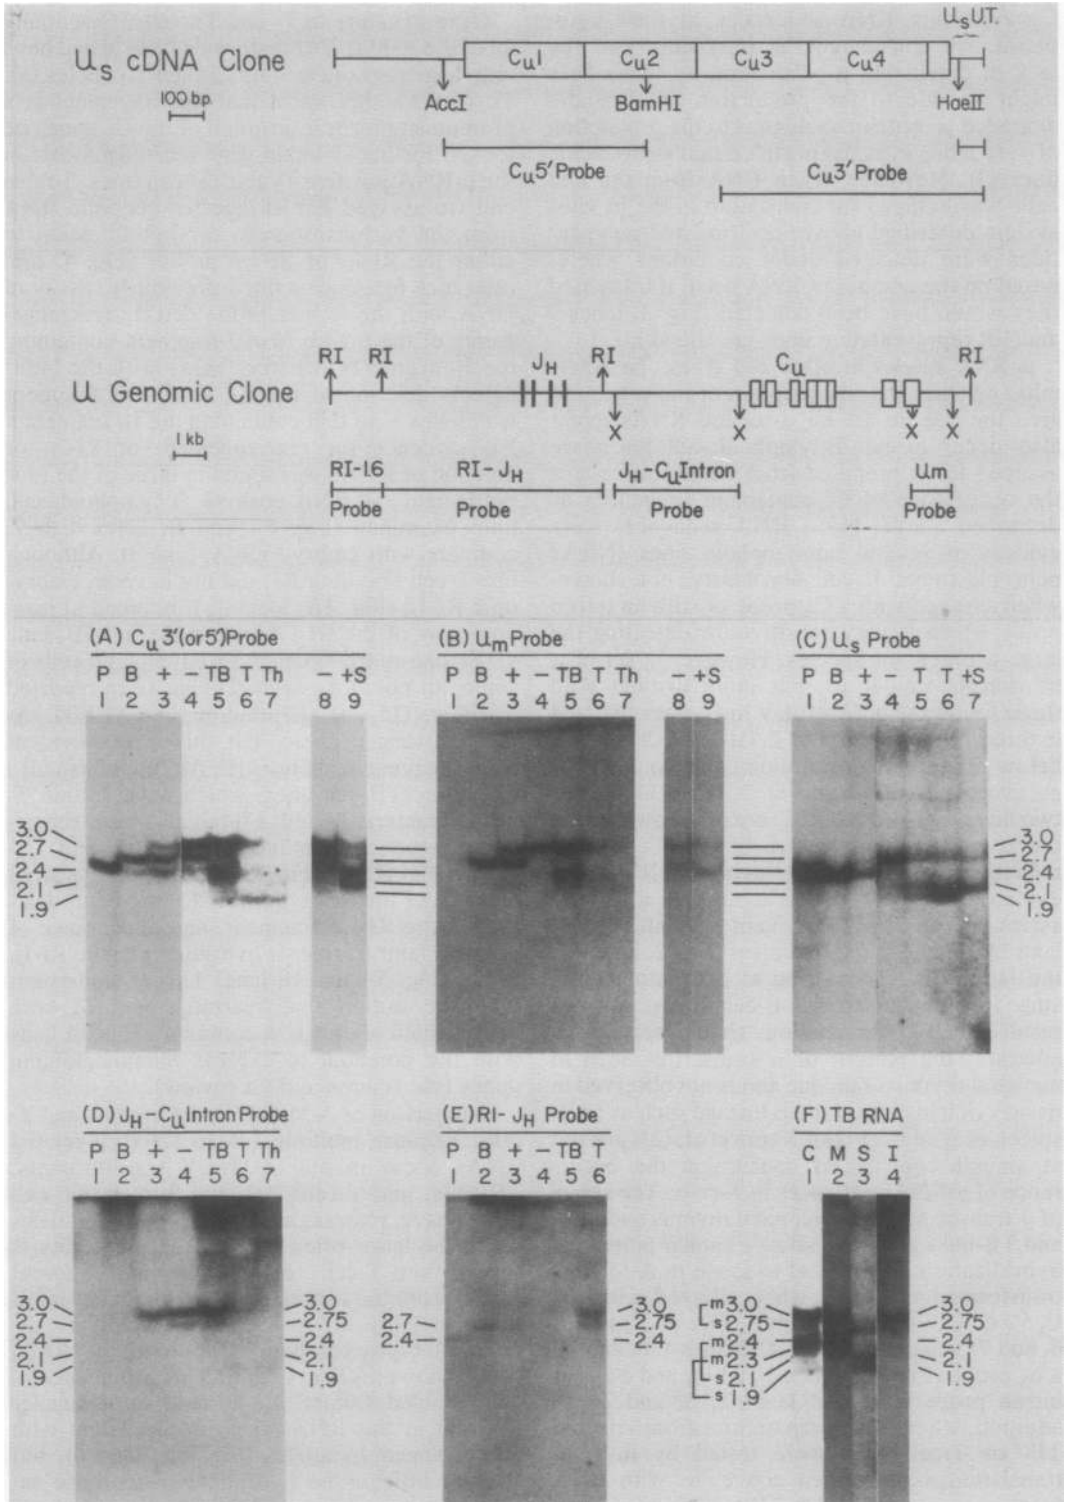 UsU.T.
Us cDNA Clone
Cu1 Cu2 Cu3 Cu4
100 bp.
AccI BamHI HaeII
Cu5'Probe Cu3'Probe
RI RI JH RI Cu RI
u Genomic Clone
X X X X
1 kb
RI-1.6 RI-JH JH-CuIntron um
Probe Probe Probe Probe
(A) Cu 3'(or5')Probe (B) um Probe (C) us Probe
P B + - TB T Th - +S P B + - TB T Th - +S P B + - T T +S
1 2 3 4 5 6 7 8 9 1 2 3 4 5 6 7 8 9 1 2 3 4 5 6 7
3.0 3.0
2.7 2.7
2.4 2.4
2.1 2.1
1.9 1.9
(D) JH-CuIntron Probe (E) RI-JH Probe (F) TB RNA
P B + - TB T Th P B + - TB T C M S I
1 2 3 4 5 6 7 1 2 3 4 5 6 1 2 3 4
3.0 3.0 3.0 m3.0 3.0
2.7 2.75 2.7 2.75 s2.75 2.75
2.4 2.4 2.4 2.4 m2.4 2.4
2.1 2.1 m2.3 2.1
1.9 1.9 s2.1 1.9
s1.9